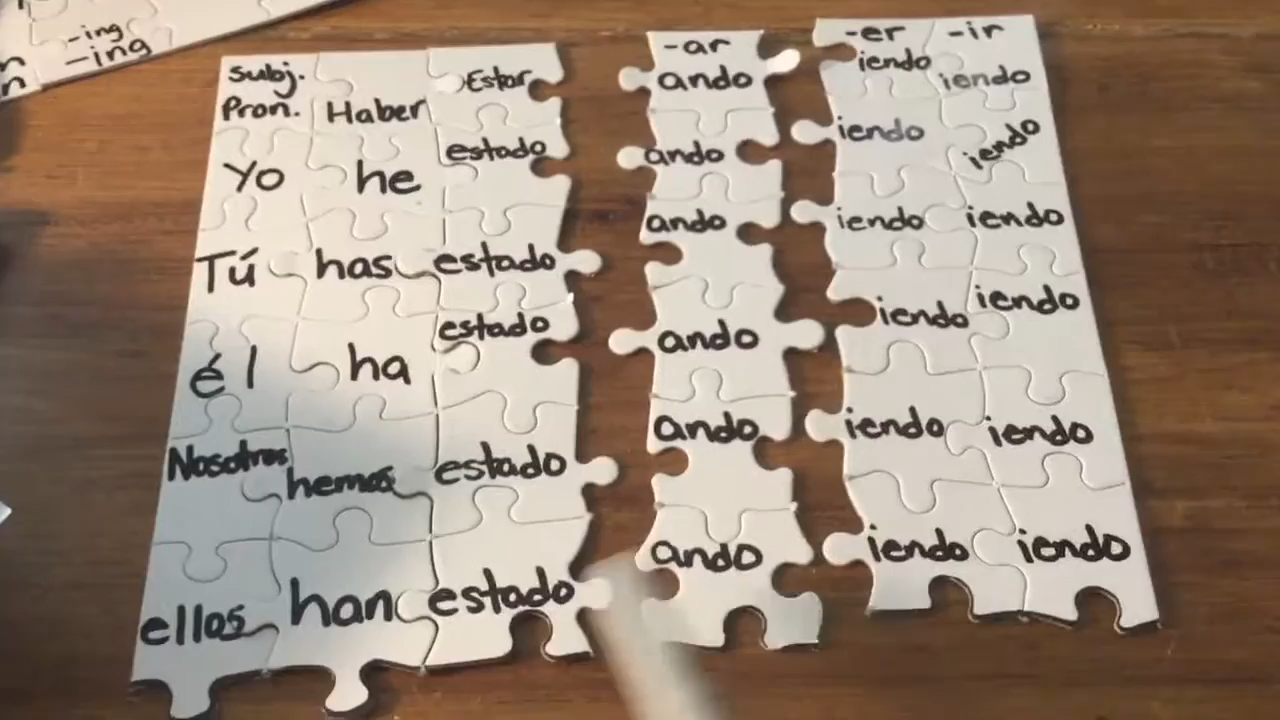 -ing
-ing
n
n
subj. Estar
Pron. Haber
Yo he estado
Tú has estado
él ha estado
Nosotros hemos estado
ellos han estado
-ar
ando
ando
ando
ando
ando
ando
-er -ir
iendo iendo
iendo iendo
iendo iendo
iendo iendo
iendo iendo
iendo iendo